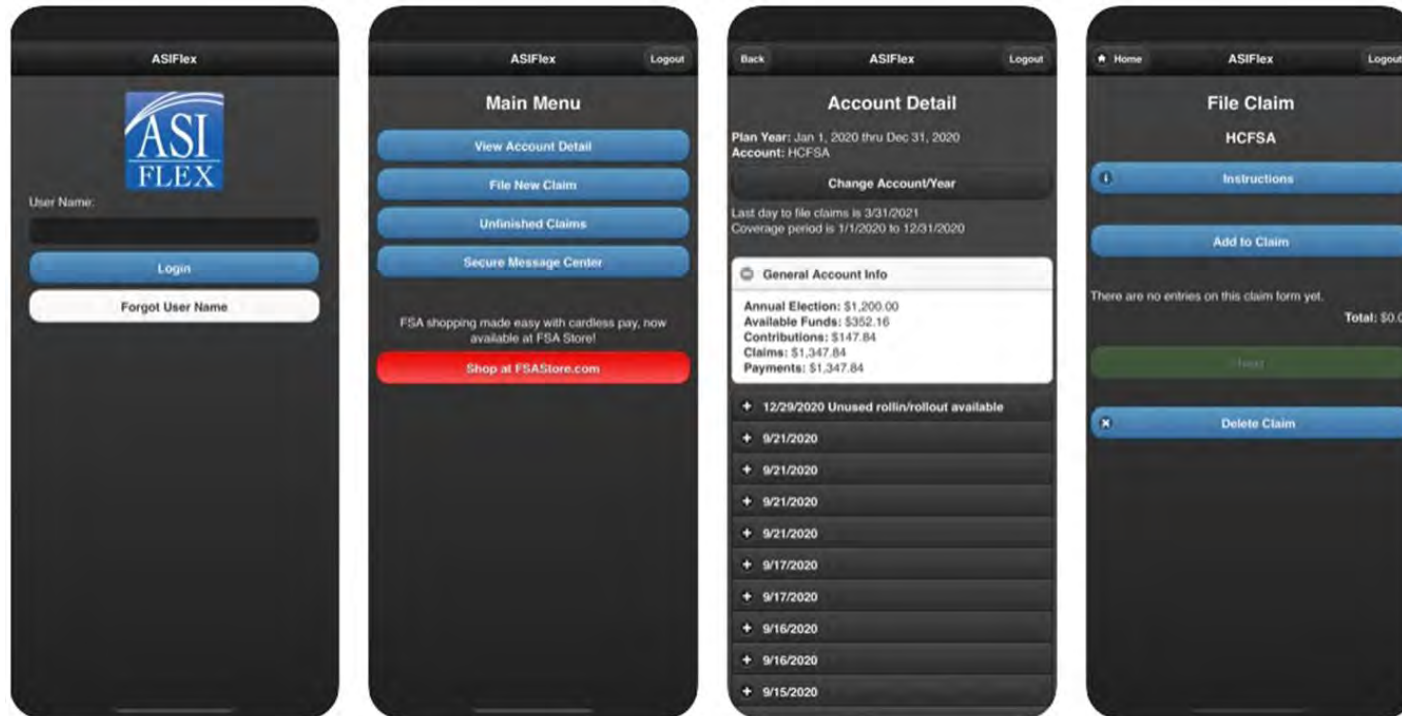 ASIFlex
ASI
FLEX
User Name:
Login
Forgot User Name
ASIFlex
Logout
Main Menu
View Account Detail
File New Claim
Unfinished Claims
Secure Message Center
FSA shopping made easy with cardless pay, now
available at FSA Store!
Shop at FSAStore.com
Back
ASIFlex
Logout
Account Detail
Plan Year: Jan 1, 2020 thru Dec 31, 2020
Account: HCFSA
Change Account/Year
Last day to file claims is 3/31/2021
Coverage period is 1/1/2020 to 12/31/2020
General Account Info
Annual Election: $1,200.00
Available Funds: $352.16
Contributions: $147.84
Claims: $1,347.84
Payments: $1,347.84
12/29/2020 Unused rollin/rollout available
9/21/2020
9/21/2020
9/21/2020
9/21/2020
9/17/2020
9/17/2020
9/16/2020
9/16/2020
9/15/2020
Home
ASIFlex
Logout
File Claim
HCFSA
Instructions
Add to Claim
There are no entries on this claim form yet.
Total: $0.0
Next
Delete Claim